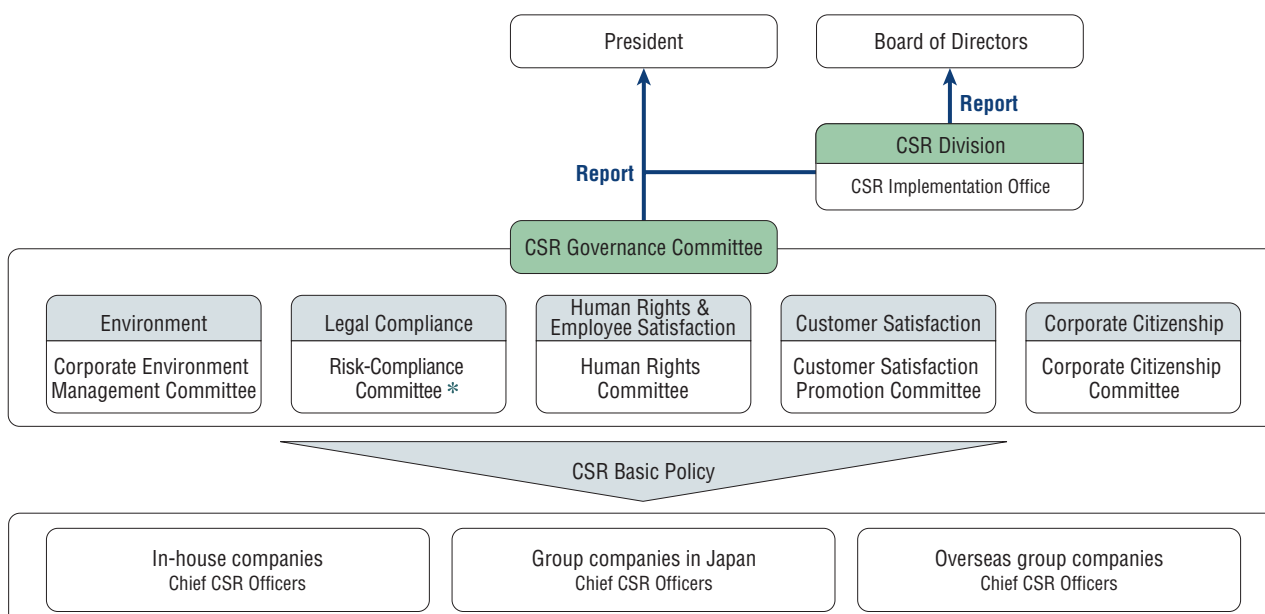 President
Board of Directors
Report
CSR Division
CSR Implementation Office
Report
CSR Governance Committee
Environment
Corporate Environment
Management Committee
Legal Compliance
Risk-Compliance
Committee *
Human Rights &
Employee Satisfaction
Human Rights
Committee
Customer Satisfaction
Customer Satisfaction
Promotion Committee
Corporate Citizenship
Corporate Citizenship
Committee
CSR Basic Policy
In-house companies
Chief CSR Officers
Group companies in Japan
Chief CSR Officers
Overseas group companies
Chief CSR Officers